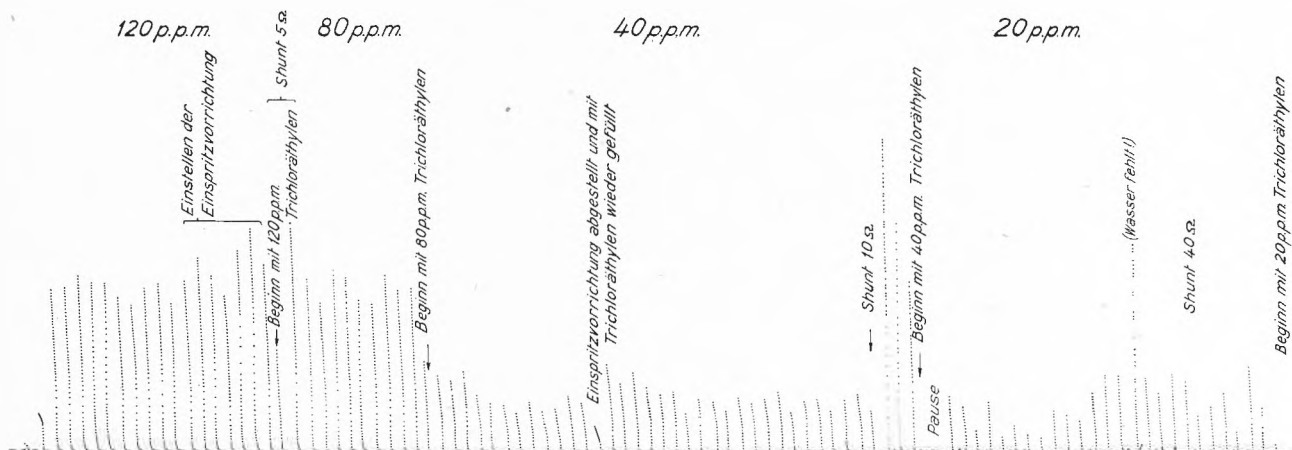 120 p.p.m.
80 p.p.m.
40 p.p.m.
20 p.p.m.
Einstellen der
Einspritzvorrichtung
Beginn mit 120 p.p.m.
Trichloräthylen
Shunt 5 Ω
Beginn mit 80 p.p.m. Trichloräthylen
Einspritzvorrichtung abgestellt und mit
Trichloräthylen wieder gefüllt
Shunt 10 Ω
Beginn mit 40 p.p.m. Trichloräthylen
Pause
(Wasser fehlt!)
Shunt 40 Ω
Beginn mit 20 p.p.m. Trichloräthylen